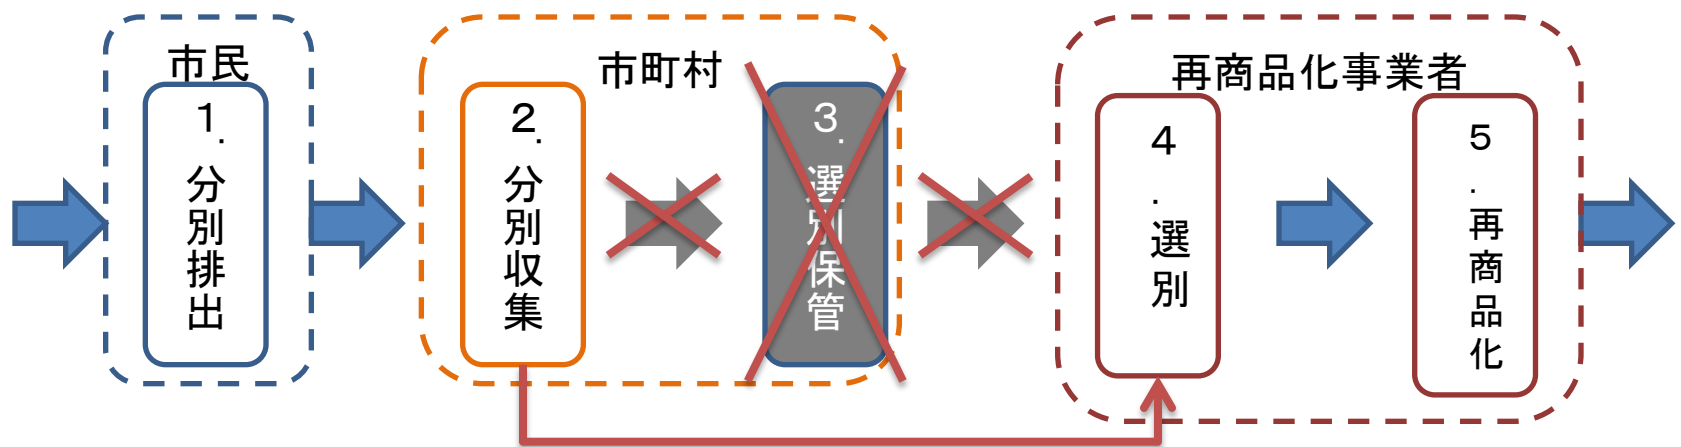 市民
１．分別排出
市町村
２．分別収集
３．選別保管
再商品化事業者
４．選別
５．再商品化